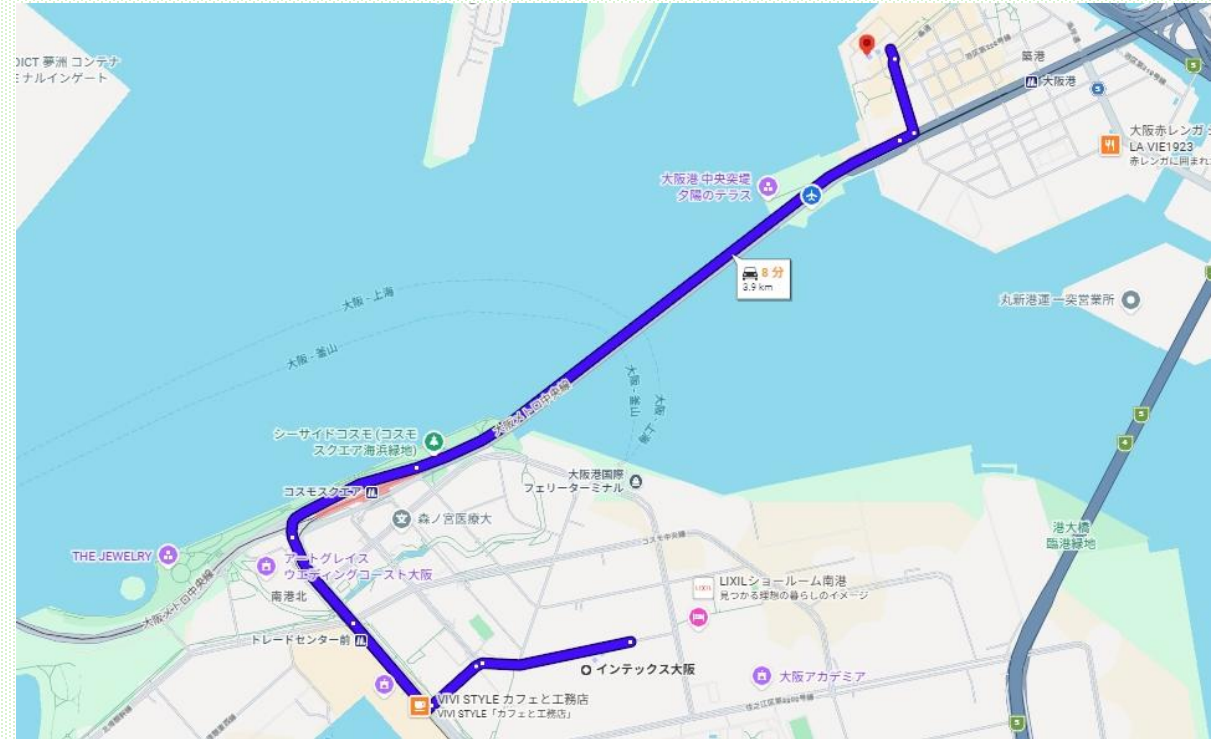 DICT 夢洲 コンテナ
ミナルインゲート
築港
大阪港
5
5
大阪赤レンガ
LA VIE1923
赤レンガに囲まれ
大阪港 中央突堤
夕陽のテラス
8 分
3.9 km
丸新港運 一突営業所
大阪 - 上海
大阪 - 釜山
大阪 - 釜山
大阪 - 上海
大阪メトロ中央線
シーサイドコスモ (コスモ
スクエア海浜緑地)
コスモスクエア
大阪港国際
フェリーターミナル
森ノ宮医療大
5
4
港大橋
臨港緑地
コスモ中央線
THE JEWELRY
アートグレイス
ウエディングコースト大阪
大阪メトロ中央線
南港北
LIXILショールーム南港
見つかる理想の暮らしのイメージ
トレードセンター前
インテックス大阪
大阪アカデミア
VIVI STYLE カフェと工務店
VIVI STYLE「カフェと工務店」
5